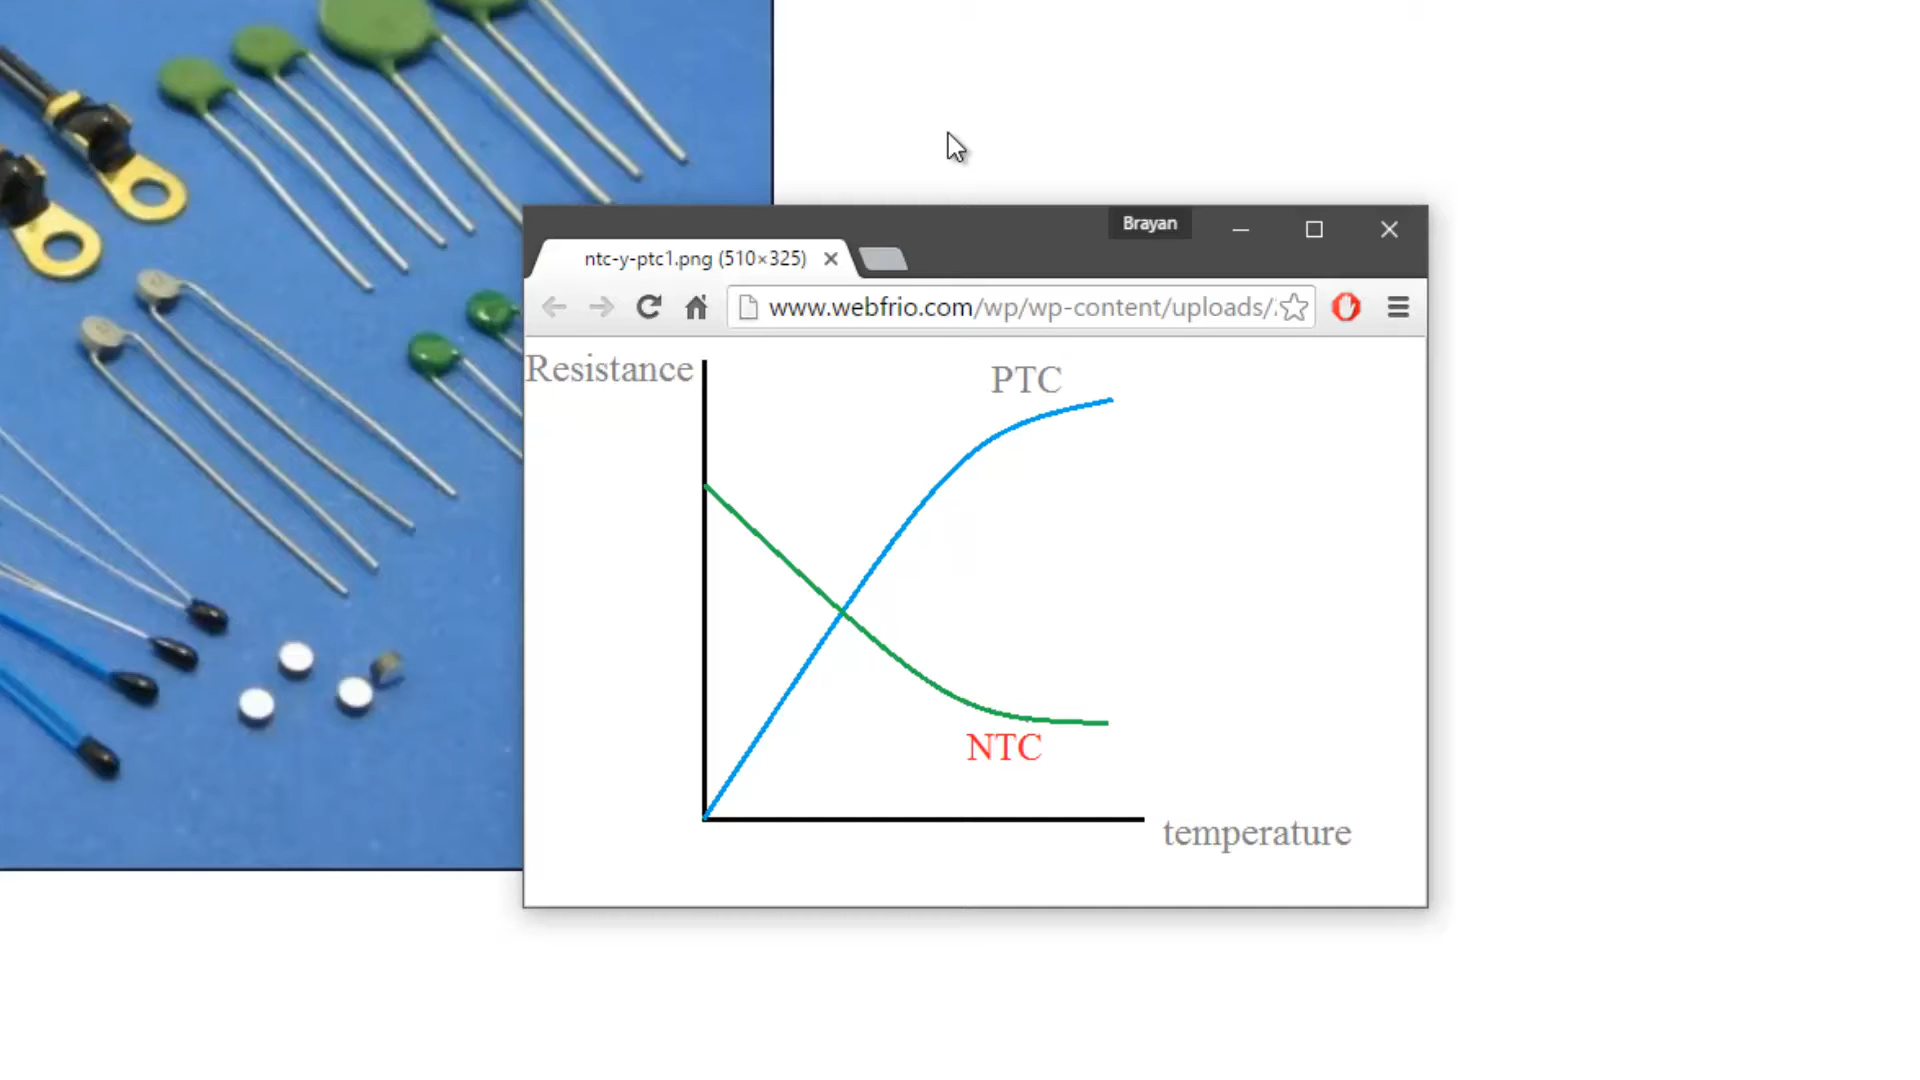 Brayan
ntc-y-ptc1.png (510×325)
www.webfrio.com/wp/wp-content/uploads/
Resistance
PTC
NTC
temperature